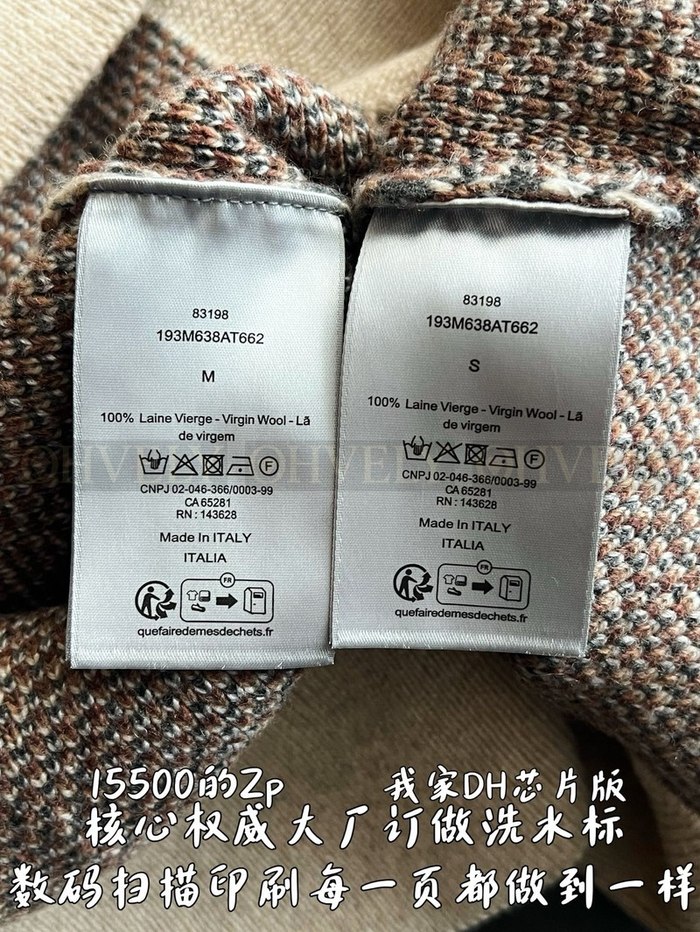 83198
193M638AT662
M
100% Laine Vierge - Virgin Wool - Lã
de virgem
F
CNPJ 02-046-366/0003-99
CA 65281
RN : 143628
Made In ITALY
ITALIA
FR
quefairedemesdechets.fr
83198
193M638AT662
S
100% Laine Vierge - Virgin Wool - Lã
de virgem
F
CNPJ 02-046-366/0003-99
CA 65281
RN : 143628
Made In ITALY
ITALIA
FR
quefairedemesdechets.fr
15500的Zp 我家DH芯片版
核心权威大厂订做洗水标
数码扫描印刷每一页都做到一样